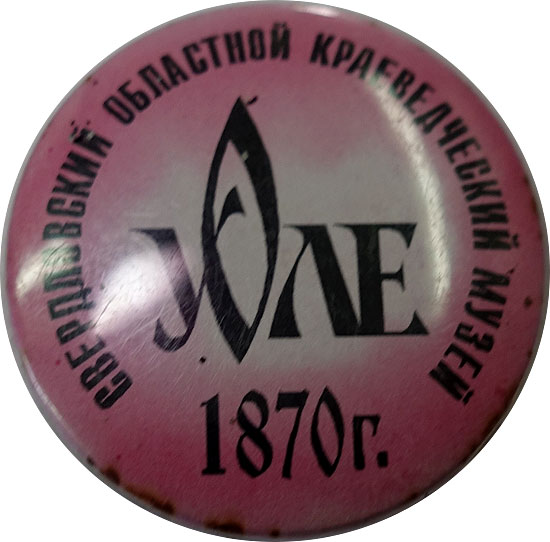 СВЕРДЛОВСКИЙ ОБЛАСТНОЙ КРАЕВЕДЧЕСКИЙ МУЗЕЙ
УОЛЕ
1870г.